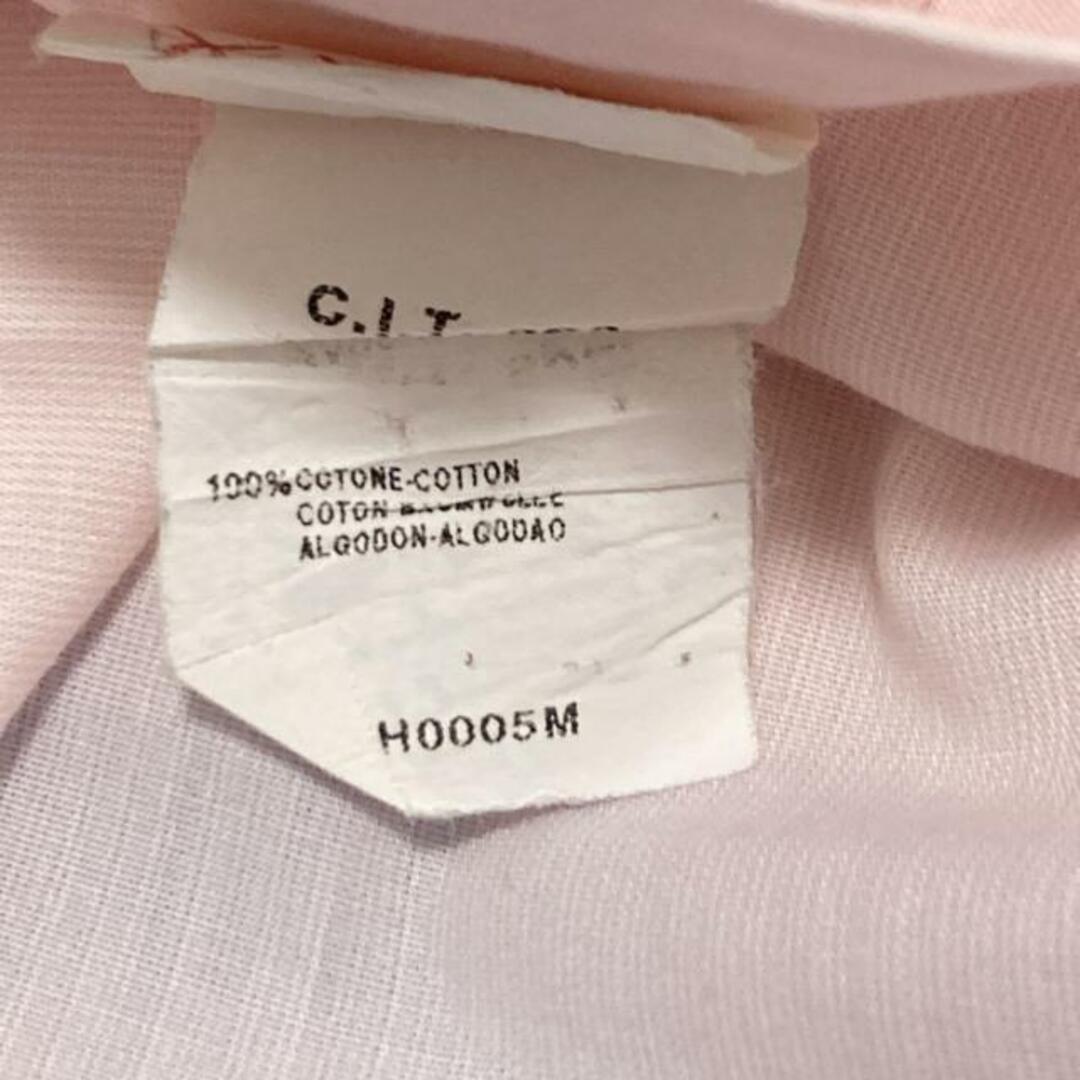 C.I.T.
100% COTONE-COTTON
COTON
ALGODON-ALGODAO
H0005M